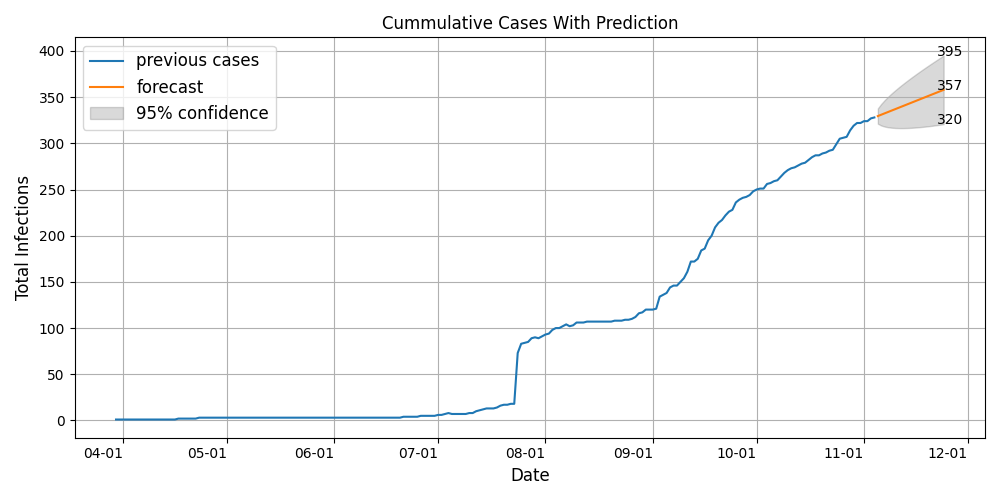 Cummulative Cases With Prediction
previous cases
forecast
95% confidence
395
357
320
400
350
300
250
200
150
100
50
0
Total Infections
04-01 05-01 06-01 07-01 08-01 09-01 10-01 11-01 12-01
Date